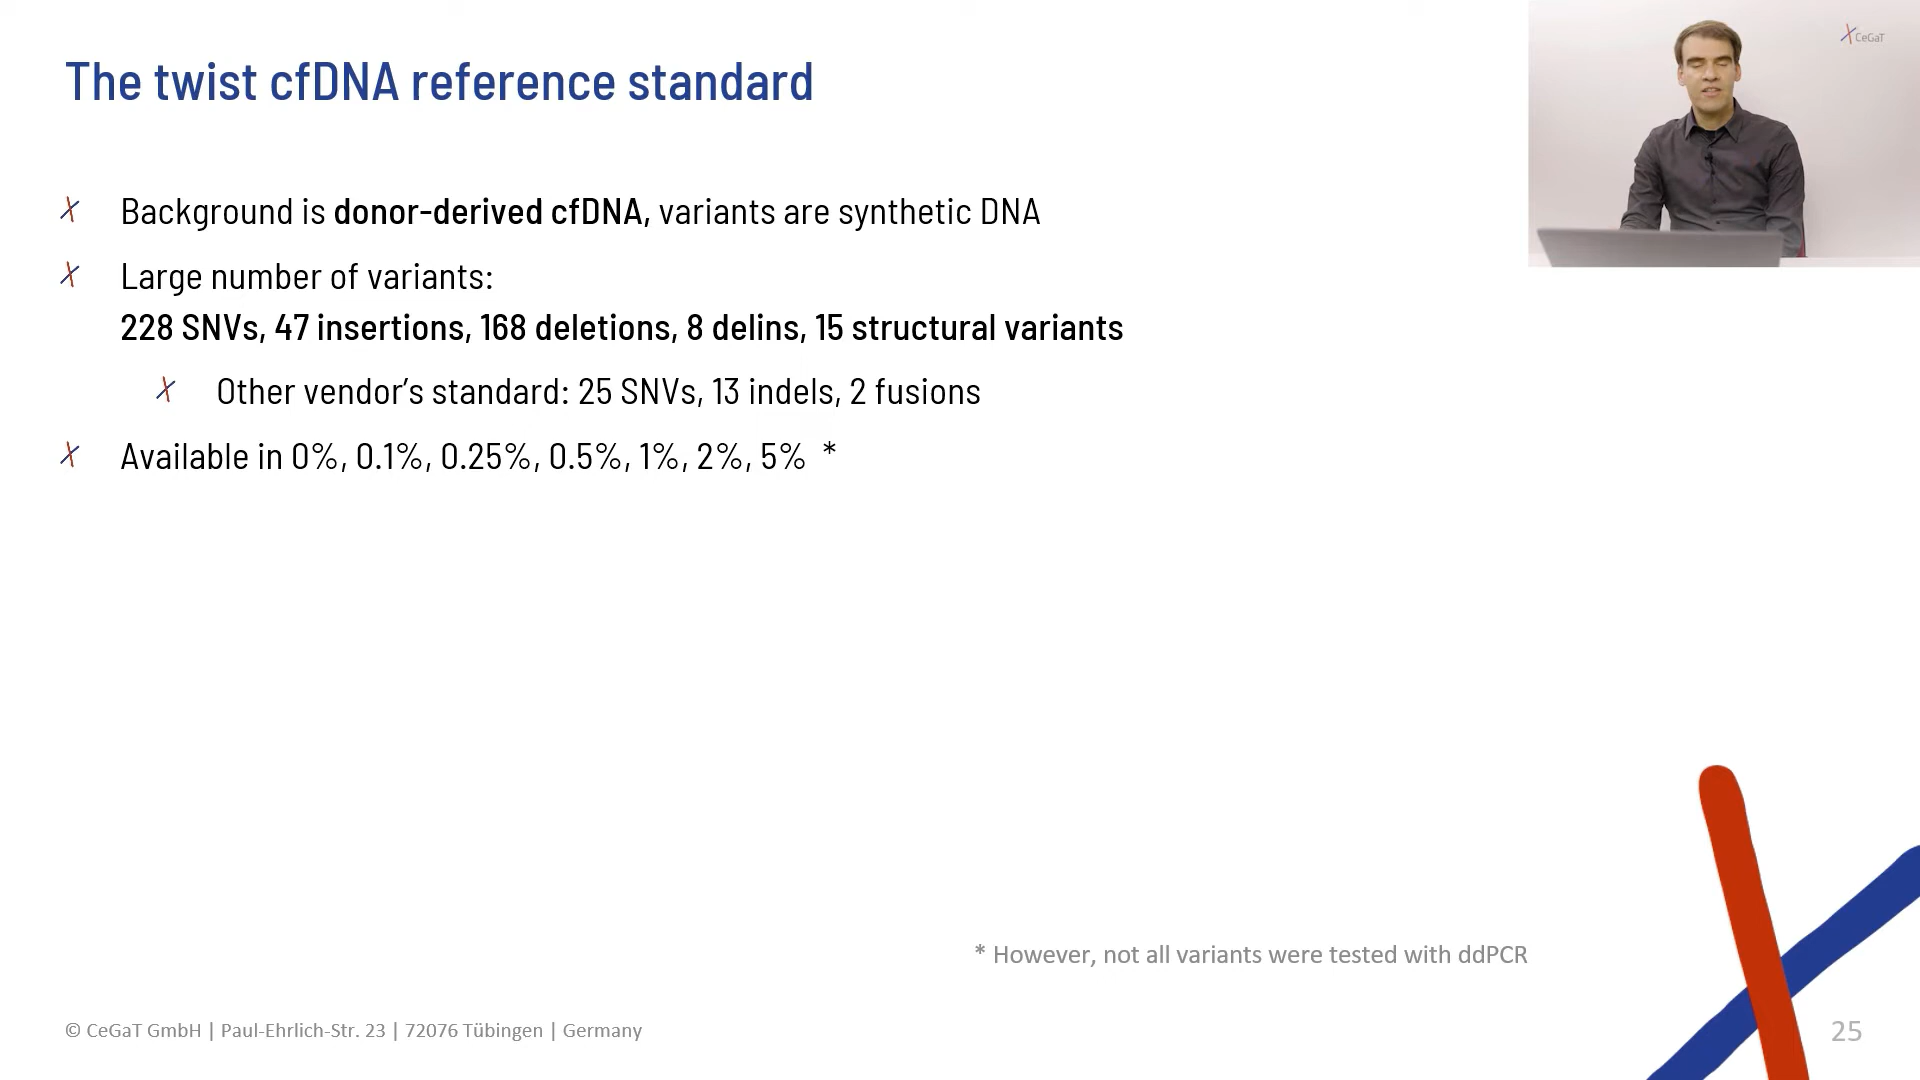 The twist cfDNA reference standard
CeGaT
Background is donor-derived cfDNA, variants are synthetic DNA
Large number of variants:
228 SNVs, 47 insertions, 168 deletions, 8 delins, 15 structural variants
Other vendor’s standard: 25 SNVs, 13 indels, 2 fusions
Available in 0%, 0.1%, 0.25%, 0.5%, 1%, 2%, 5% *
* However, not all variants were tested with ddPCR
© CeGaT GmbH | Paul-Ehrlich-Str. 23 | 72076 Tübingen | Germany
25